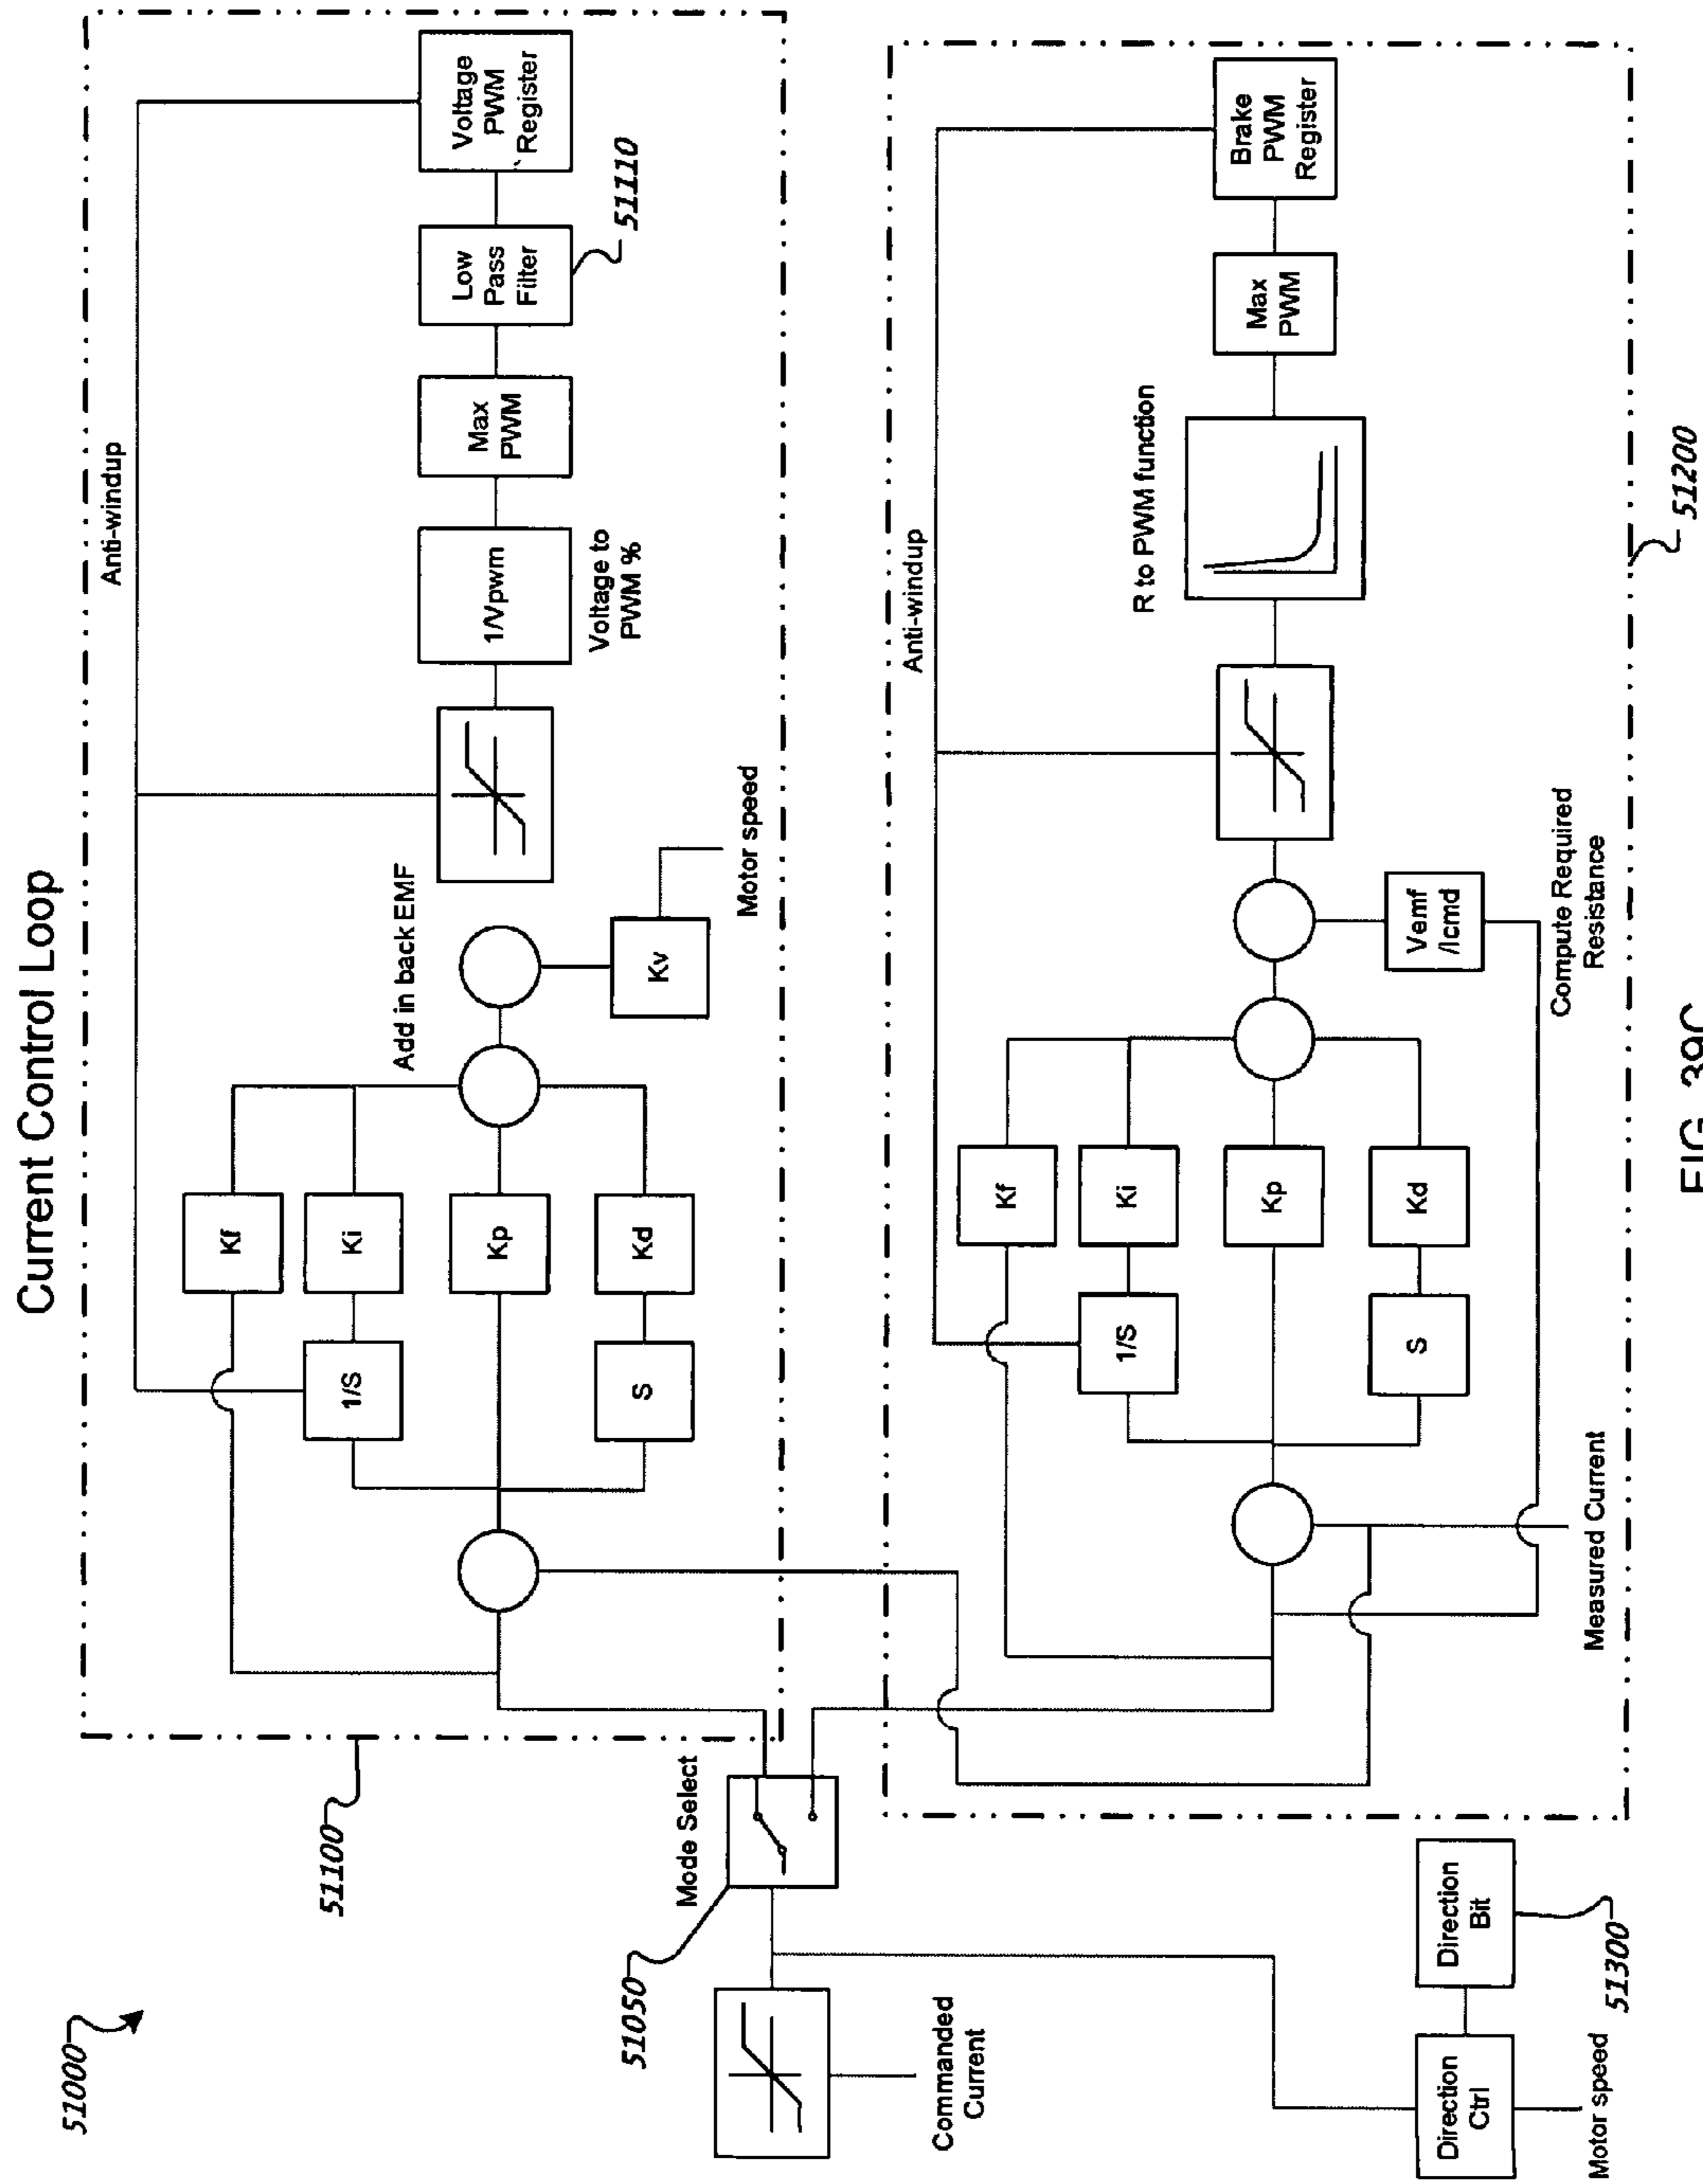 Current Control Loop
51000
Anti-windup
51100
Kf
Ki
1/S
Kp
Kd
S
Add in back EMF
Kv
Motor speed
1/Vpwm
Voltage to
PWM %
Max
PWM
Low
Pass
Filter
51110
Voltage
PWM
Register
Mode Select
51050
Commanded
Current
Anti-windup
Kf
Ki
1/S
Kp
Kd
S
Measured Current
Vemf
/Icmd
Compute Required
Resistance
R to PWM function
Max
PWM
Brake
PWM
Register
51200
Direction
Ctrl
Direction
Bit
51300
Motor speed
FIG. 39C